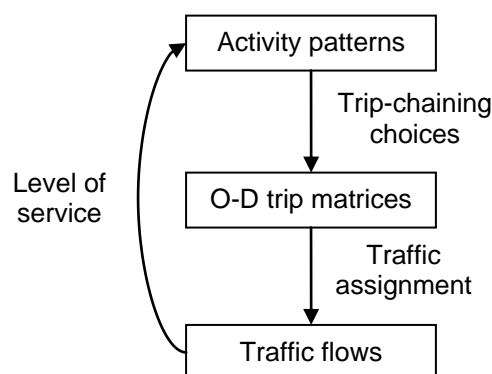 Activity patterns
Trip-chaining
choices
Level of
service
O-D trip matrices
Traffic
assignment
Traffic flows